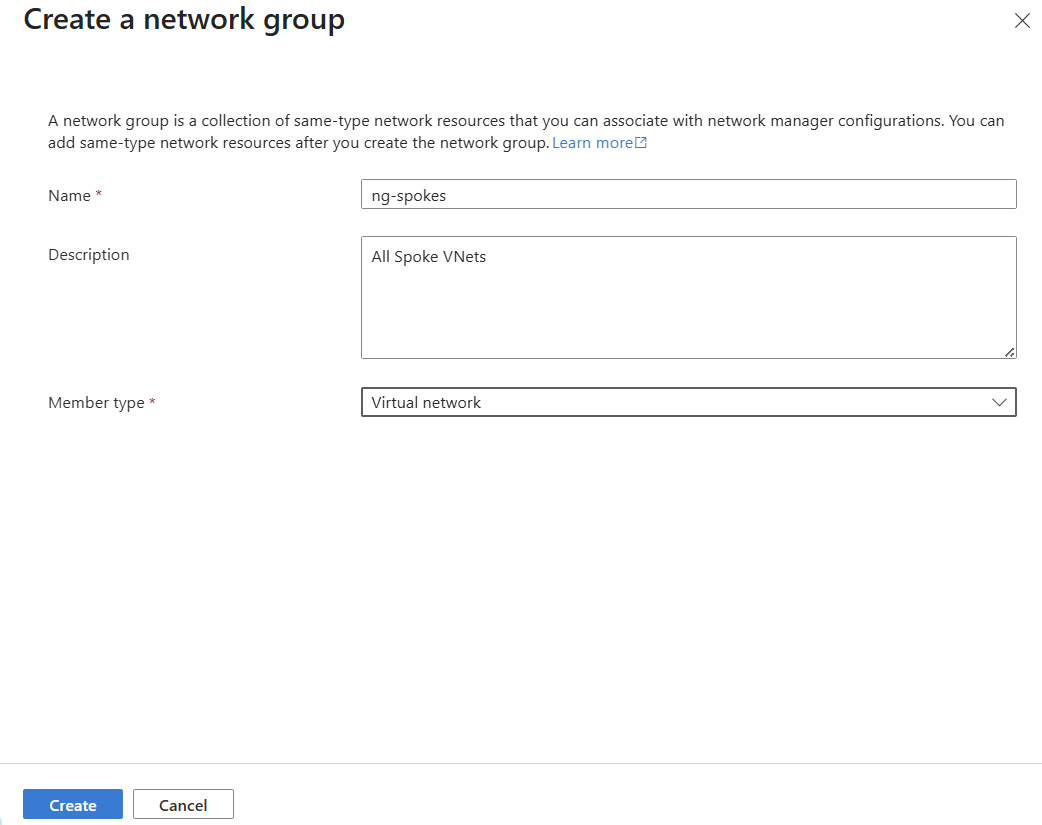 Create a network group
A network group is a collection of same-type network resources that you can associate with network manager configurations. You can
add same-type network resources after you create the network group. Learn more
Name *
ng-spokes
Description
All Spoke VNets
Member type *
Virtual network
Create
Cancel